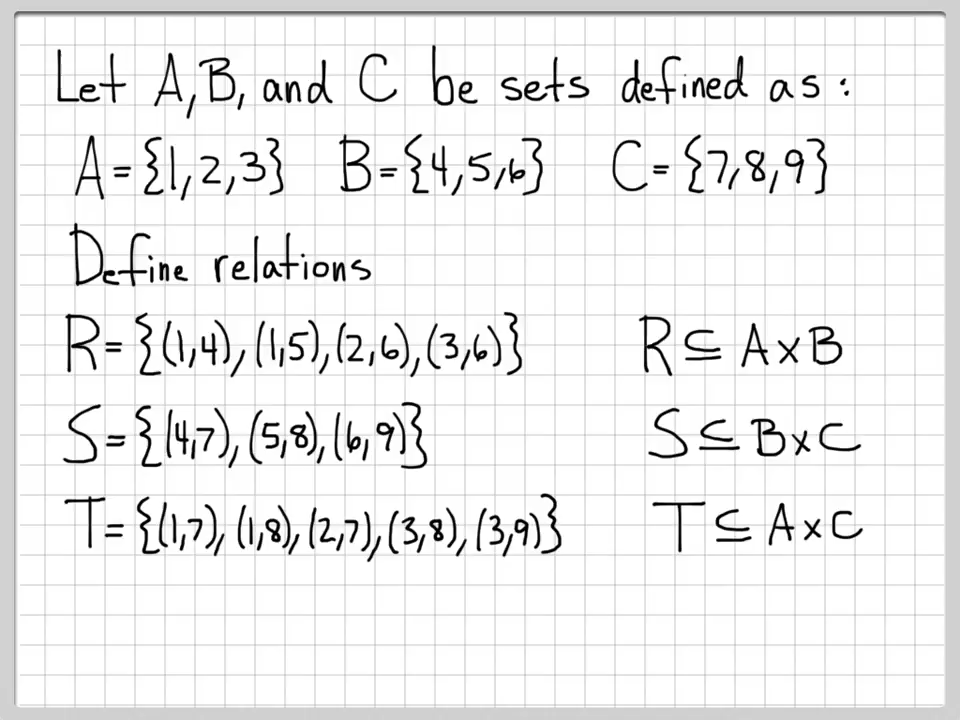 Let A, B, and C be sets defined as:
A = {1, 2, 3} B = {4, 5, 6} C = {7, 8, 9}
Define relations
R = {(1, 4), (1, 5), (2, 6), (3, 6)} R ⊆ A × B
S = {(4, 7), (5, 8), (6, 9)} S ⊆ B × C
T = {(1, 7), (1, 8), (2, 7), (3, 8), (3, 9)} T ⊆ A × C